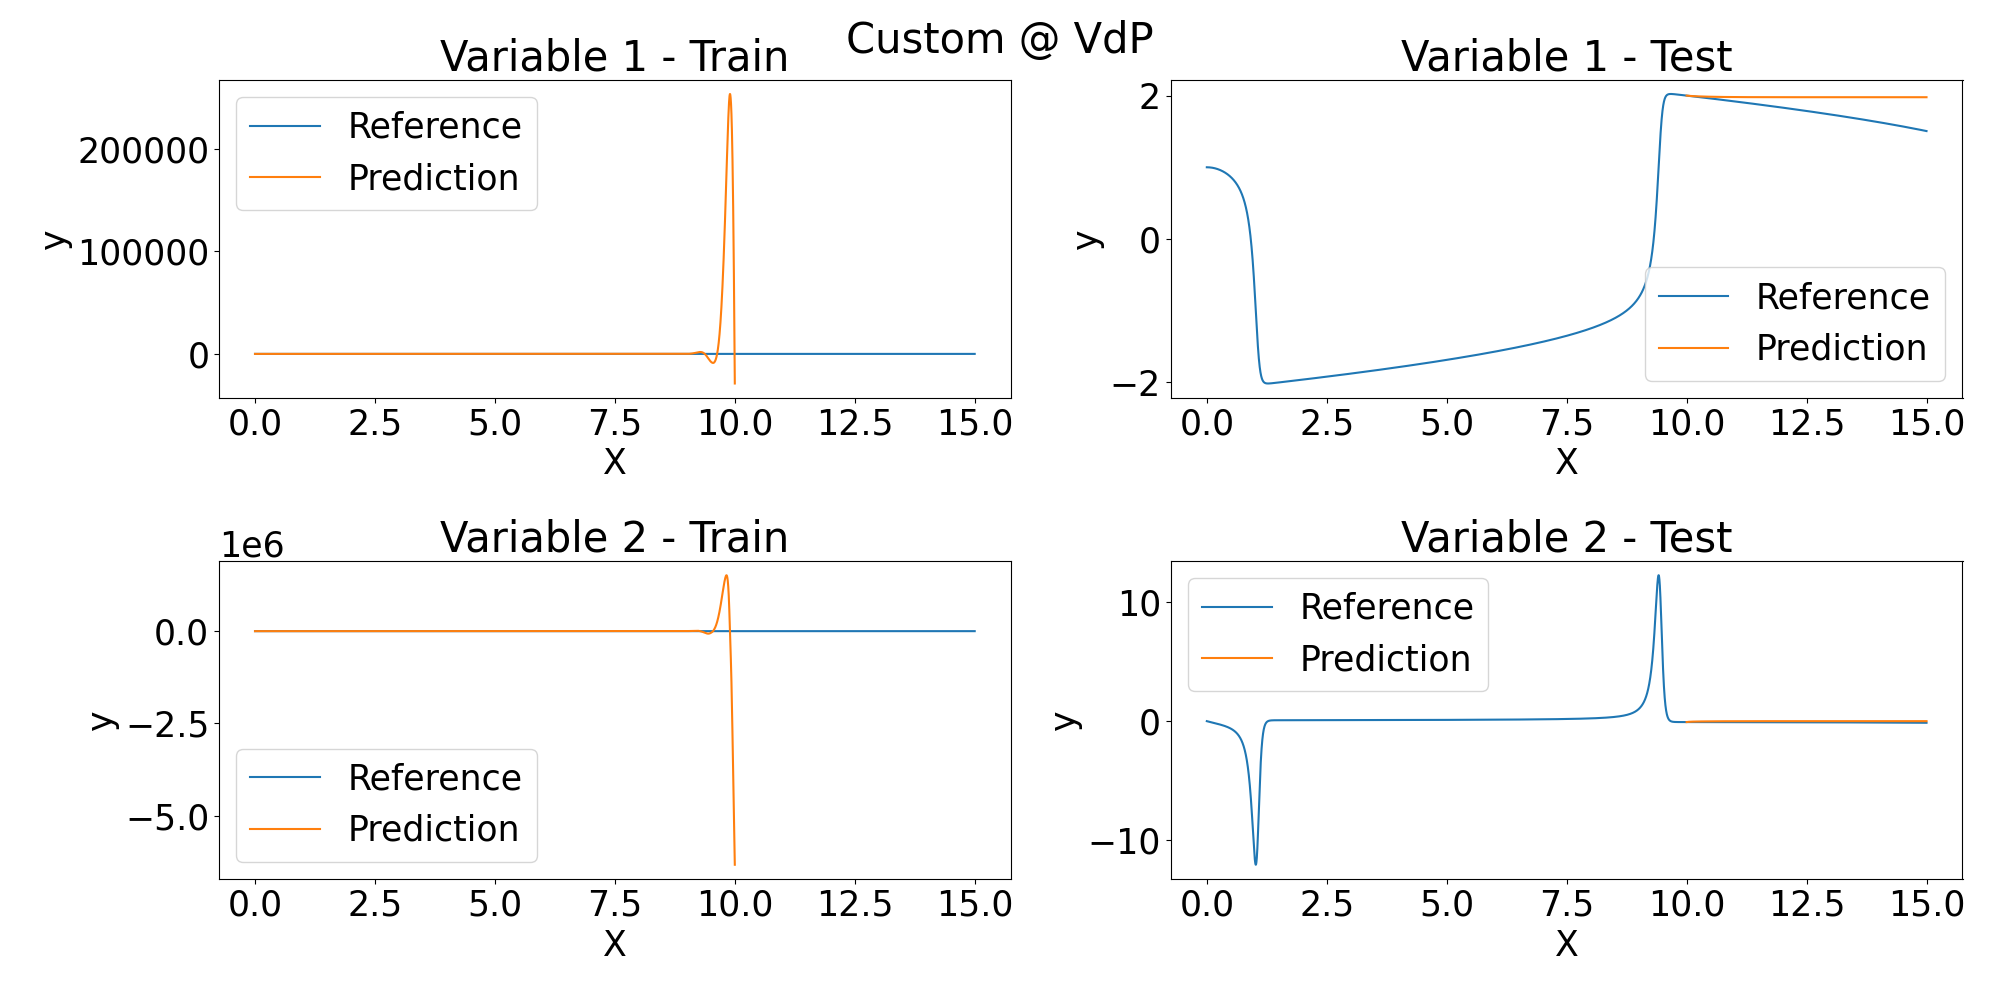 Custom @ VdP
Variable 1 - Train
Reference
Prediction
200000
100000
0
y
0.0 2.5 5.0 7.5 10.0 12.5 15.0
X
Variable 1 - Test
Reference
Prediction
2
0
−2
y
0.0 2.5 5.0 7.5 10.0 12.5 15.0
X
Variable 2 - Train
1e6
0.0
−2.5
−5.0
y
Reference
Prediction
0.0 2.5 5.0 7.5 10.0 12.5 15.0
X
Variable 2 - Test
Reference
Prediction
10
0
−10
y
0.0 2.5 5.0 7.5 10.0 12.5 15.0
X